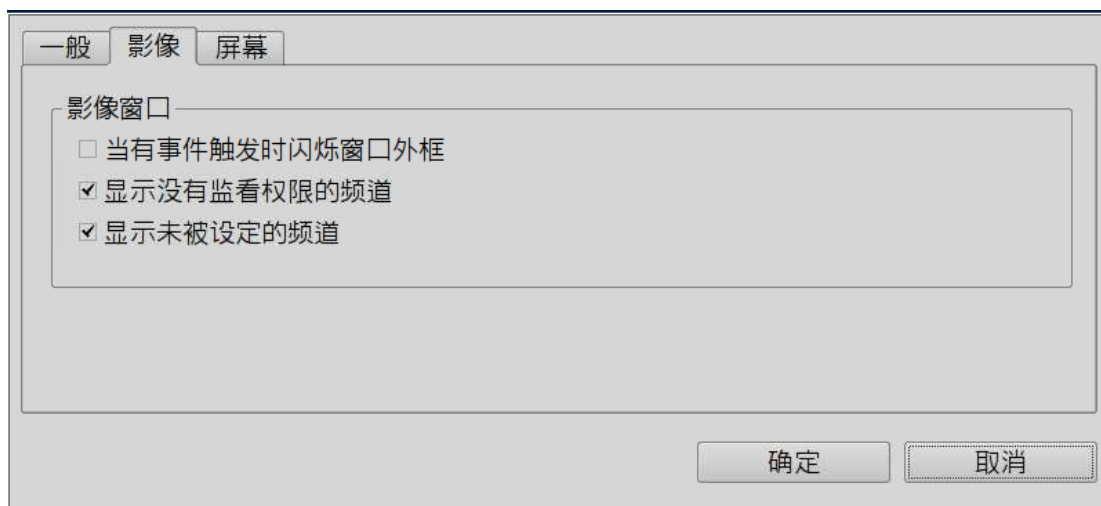 一般 影像 屏幕
影像窗口
当有事件触发时闪烁窗口外框
显示没有监看权限的频道
显示未被设定的频道
确定 取消